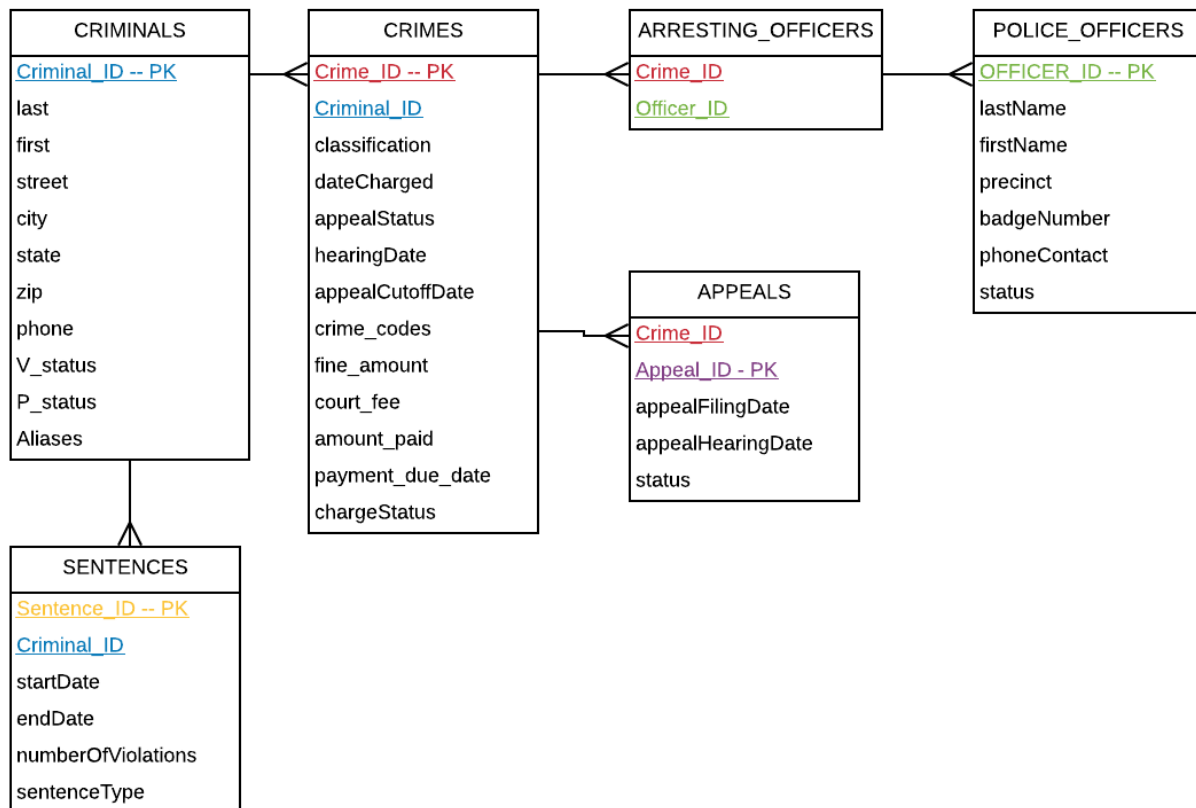 CRIMINALS
Criminal_ID -- PK
last
first
street
city
state
zip
phone
V_status
P_status
Aliases
CRIMES
Crime_ID -- PK
Criminal_ID
classification
dateCharged
appealStatus
hearingDate
appealCutoffDate
crime_codes
fine_amount
court_fee
amount_paid
payment_due_date
chargeStatus
ARRESTING_OFFICERS
Crime_ID
Officer_ID
POLICE_OFFICERS
OFFICER_ID -- PK
lastName
firstName
precinct
badgeNumber
phoneContact
status
APPEALS
Crime_ID
Appeal_ID - PK
appealFilingDate
appealHearingDate
status
SENTENCES
Sentence_ID -- PK
Criminal_ID
startDate
endDate
numberOfViolations
sentenceType